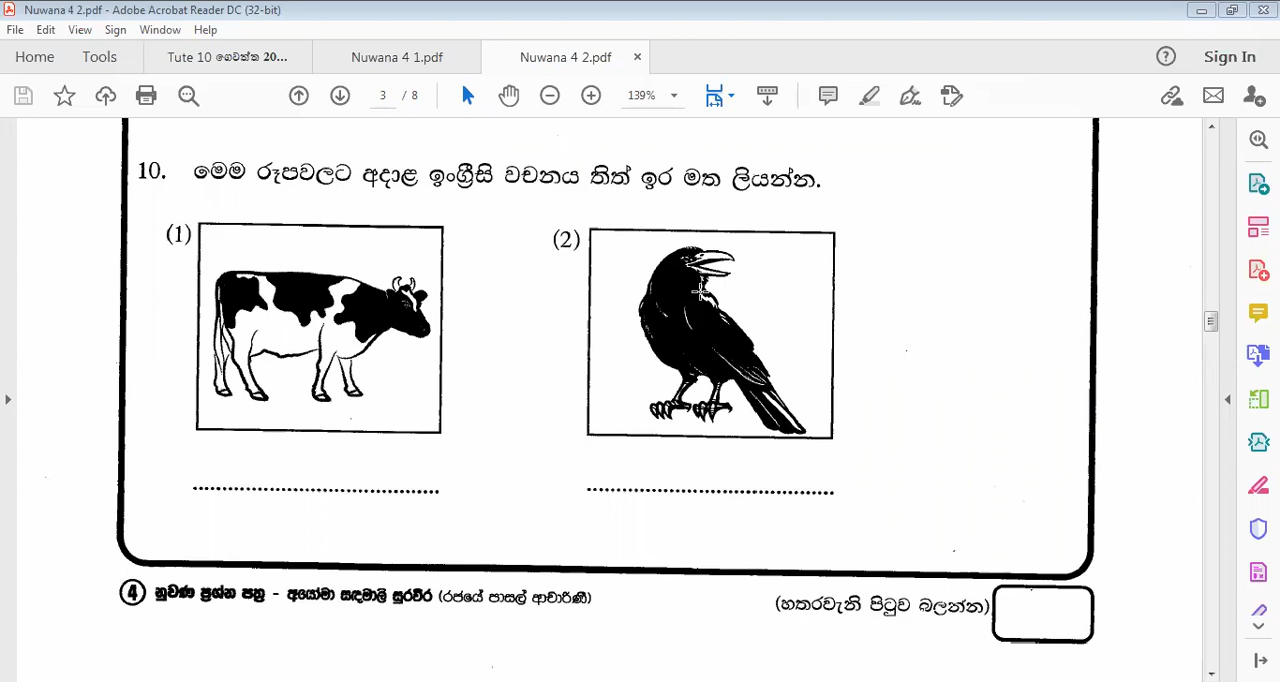 Nuwana 4 2.pdf - Adobe Acrobat Reader DC (32-bit)
File Edit View Sign Window Help
Home Tools Tute 10 ගෙවත්ත 20... Nuwana 4 1.pdf Nuwana 4 2.pdf × Sign In
3 / 8 139%
10. මෙම රූපවලට අදාළ ඉංග්‍රීසි වචනය තිත් ඉර මත ලියන්න.
(1) (2)
4 නුවණ ප්‍රශ්න පත්‍ර - අයෝමා සඳමාලි සුරවීර (රජයේ පාසල් ආචාරිණී)
(හතරවැනි පිටුව බලන්න)